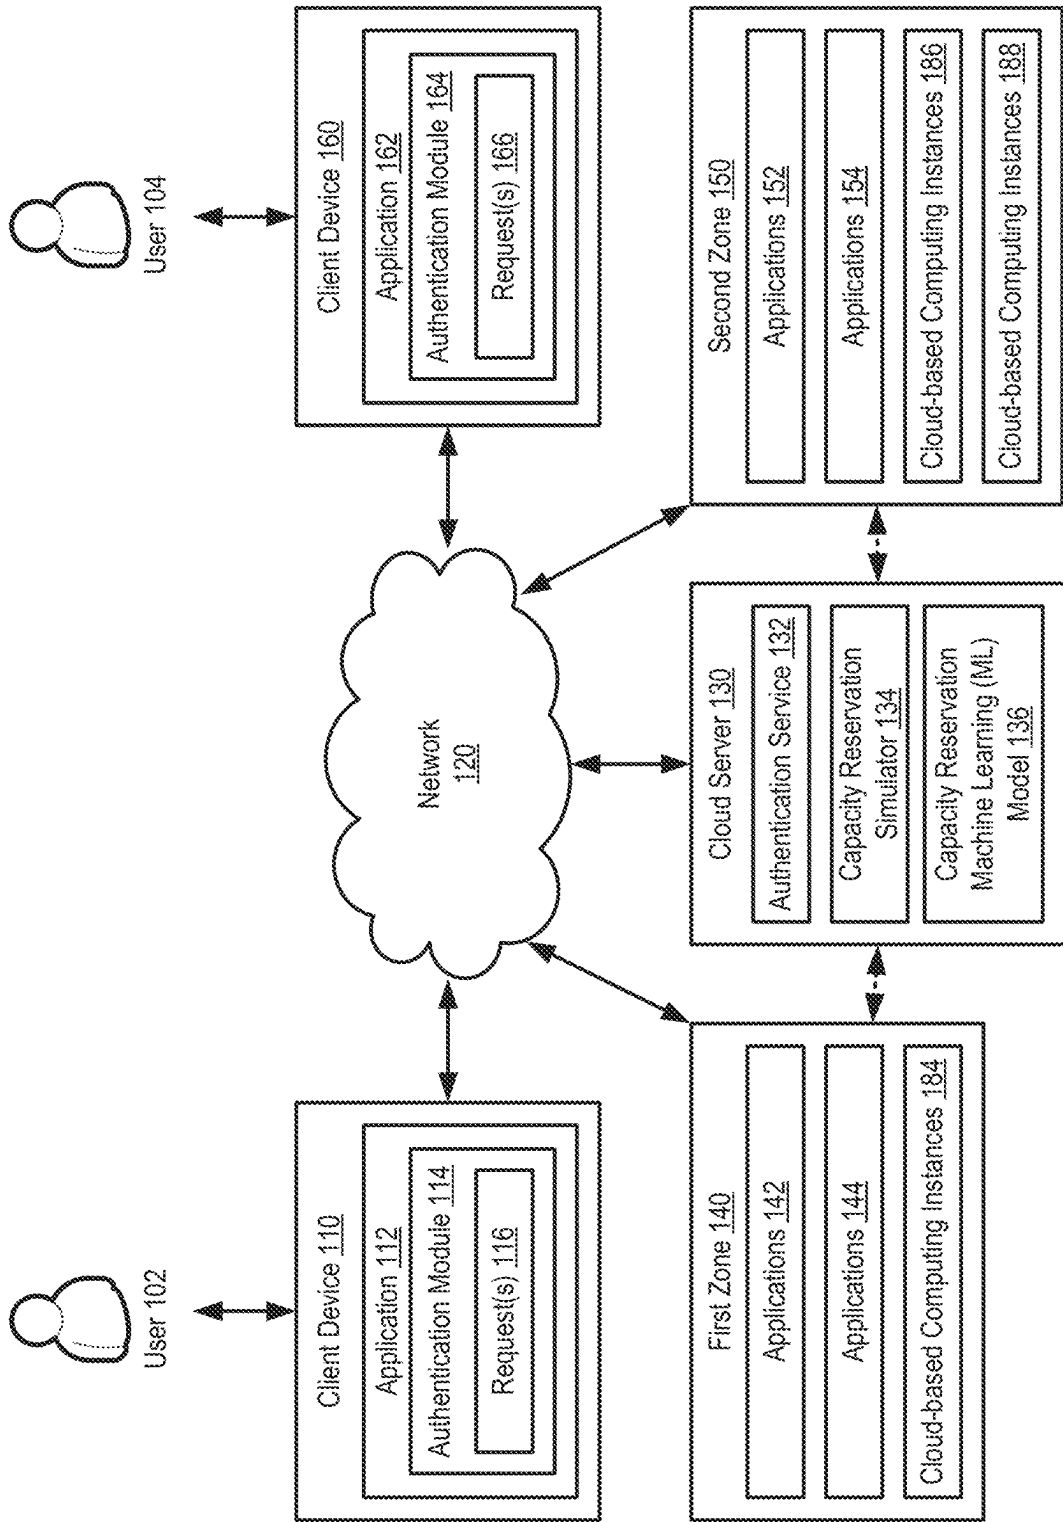 User 102
User 104
Client Device 110
Application 112
Authentication Module 114
Request(s) 116
Network
120
Client Device 160
Application 162
Authentication Module 164
Request(s) 166
First Zone 140
Applications 142
Applications 144
Cloud-based Computing Instances 184
Cloud Server 130
Authentication Service 132
Capacity Reservation
Simulator 134
Capacity Reservation
Machine Learning (ML)
Model 136
Second Zone 150
Applications 152
Applications 154
Cloud-based Computing Instances 186
Cloud-based Computing Instances 188